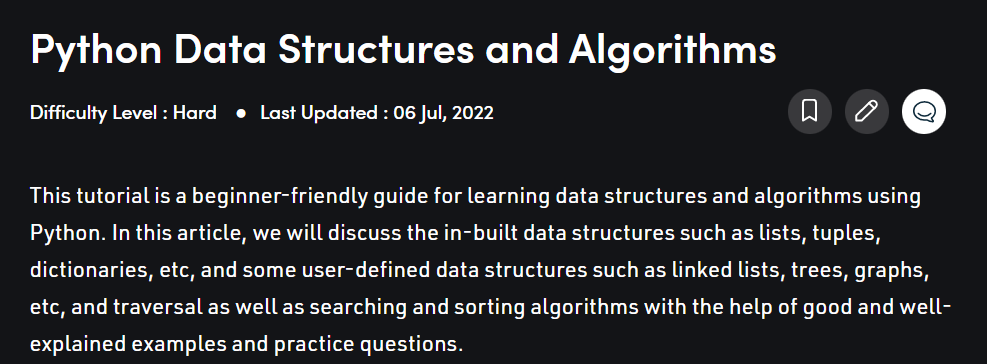 Python Data Structures and Algorithms
Difficulty Level : Hard ● Last Updated : 06 Jul, 2022
This tutorial is a beginner-friendly guide for learning data structures and algorithms using
Python. In this article, we will discuss the in-built data structures such as lists, tuples,
dictionaries, etc, and some user-defined data structures such as linked lists, trees, graphs,
etc, and traversal as well as searching and sorting algorithms with the help of good and well-
explained examples and practice questions.